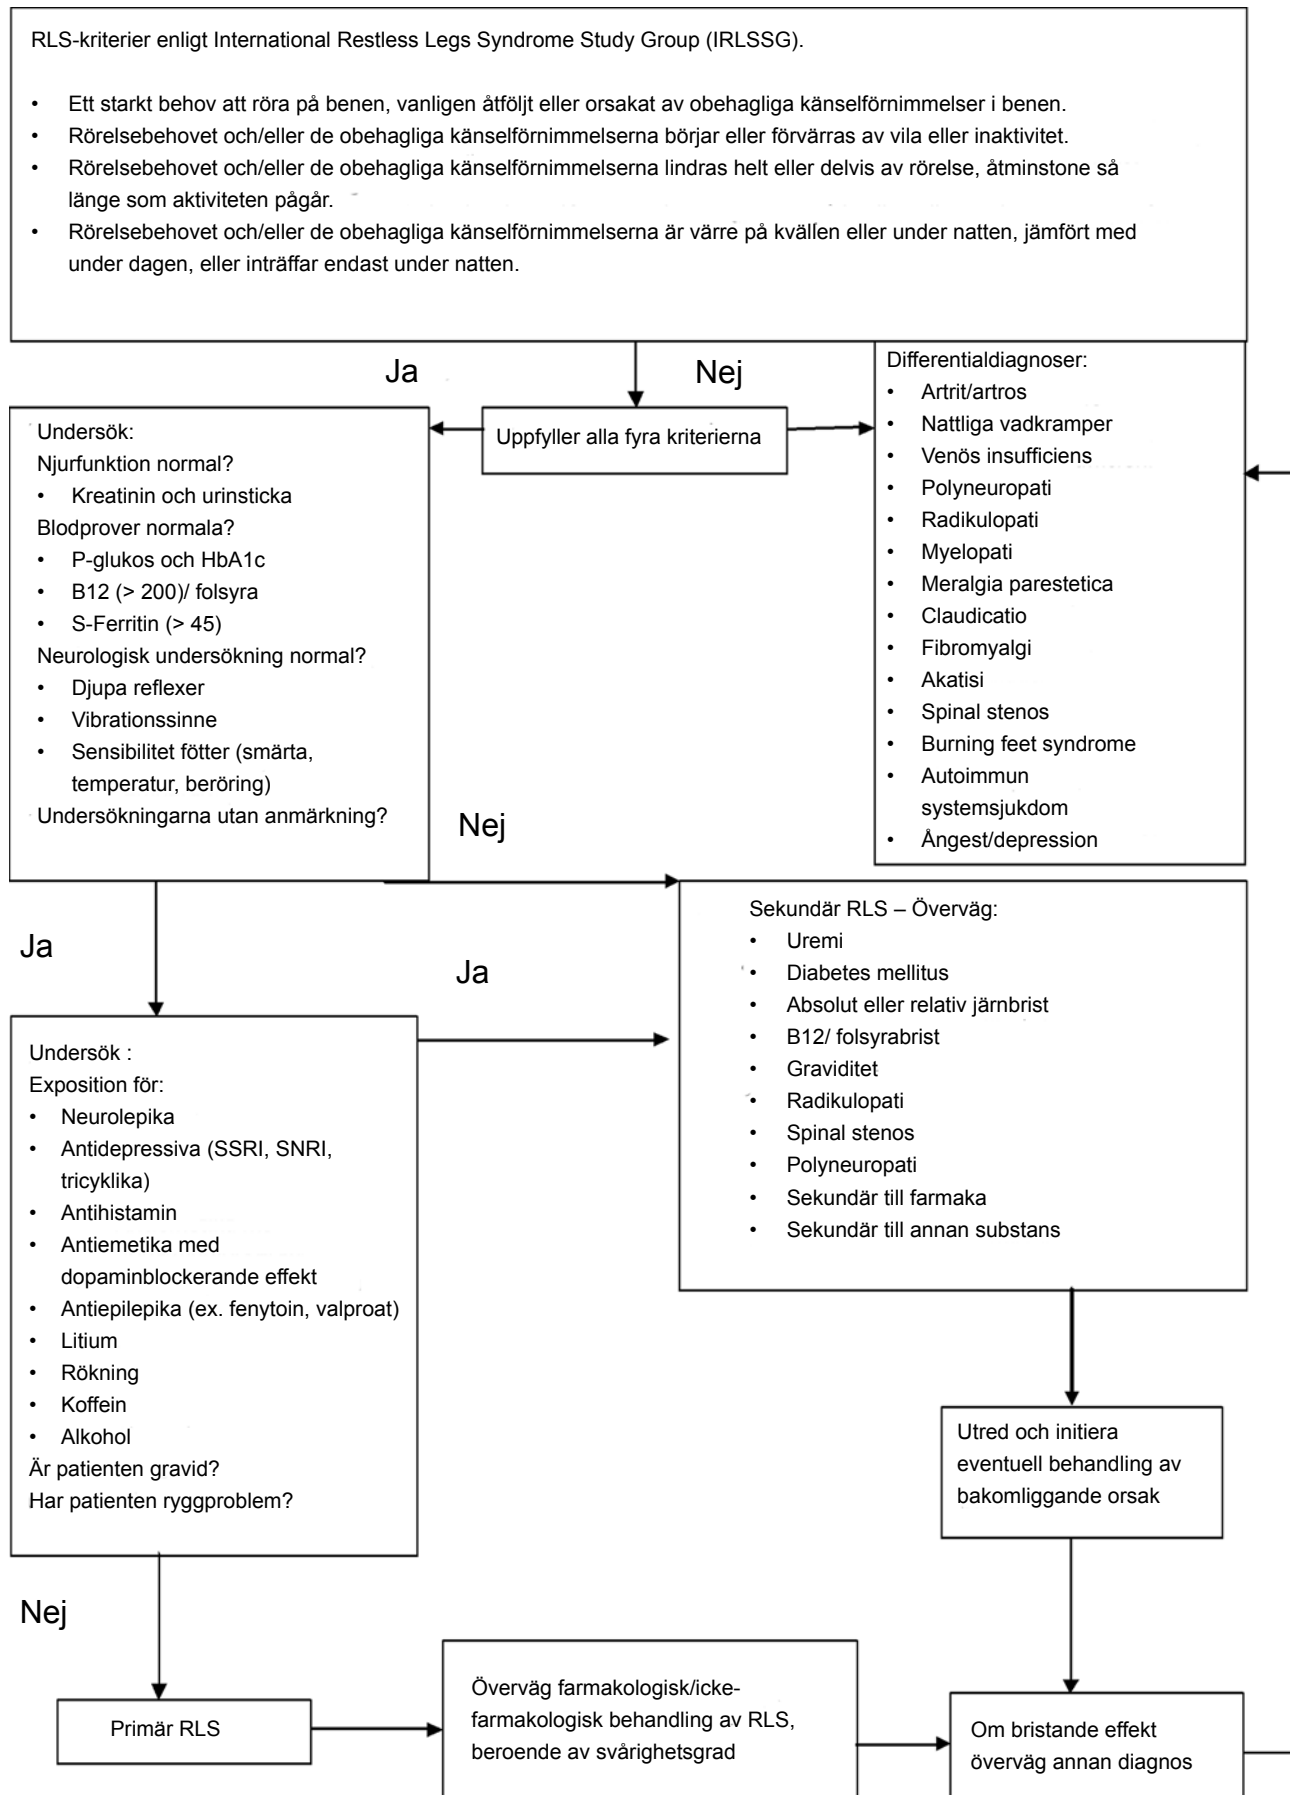 RLS-kriterier enligt International Restless Legs Syndrome Study Group (IRLSSG).
• Ett starkt behov att röra på benen, vanligen åtföljt eller orsakat av obehagliga känselförnimmelser i benen.
• Rörelsebehovet och/eller de obehagliga känselförnimmelserna börjar eller förvärras av vila eller inaktivitet.
• Rörelsebehovet och/eller de obehagliga känselförnimmelserna lindras helt eller delvis av rörelse, åtminstone så
länge som aktiviteten pågår.
• Rörelsebehovet och/eller de obehagliga känselförnimmelserna är värre på kvällen eller under natten, jämfört med
under dagen, eller inträffar endast under natten.
Ja
Nej
Uppfyller alla fyra kriterierna
Differentialdiagnoser:
• Artrit/artros
• Nattliga vadkramper
• Venös insufficiens
• Polyneuropati
• Radikulopati
• Myelopati
• Meralgia parestetica
• Claudicatio
• Fibromyalgi
• Akatisi
• Spinal stenos
• Burning feet syndrome
• Autoimmun
systemsjukdom
• Ångest/depression
Undersök:
Njurfunktion normal?
• Kreatinin och urinsticka
Blodprover normala?
• P-glukos och HbA1c
• B12 (> 200)/ folsyra
• S-Ferritin (> 45)
Neurologisk undersökning normal?
• Djupa reflexer
• Vibrationssinne
• Sensibilitet fötter (smärta,
temperatur, beröring)
Undersökningarna utan anmärkning?
Nej
Ja
Ja
Sekundär RLS – Överväg:
• Uremi
• Diabetes mellitus
• Absolut eller relativ järnbrist
• B12/ folsyrabrist
• Graviditet
• Radikulopati
• Spinal stenos
• Polyneuropati
• Sekundär till farmaka
• Sekundär till annan substans
Undersök :
Exposition för:
• Neurolepika
• Antidepressiva (SSRI, SNRI,
tricyklika)
• Antihistamin
• Antiemetika med
dopaminblockerande effekt
• Antiepilepika (ex. fenytoin, valproat)
• Litium
• Rökning
• Koffein
• Alkohol
Är patienten gravid?
Har patienten ryggproblem?
Utred och initiera
eventuell behandling av
bakomliggande orsak
Nej
Primär RLS
Överväg farmakologisk/icke-
farmakologisk behandling av RLS,
beroende av svårighetsgrad
Om bristande effekt
överväg annan diagnos